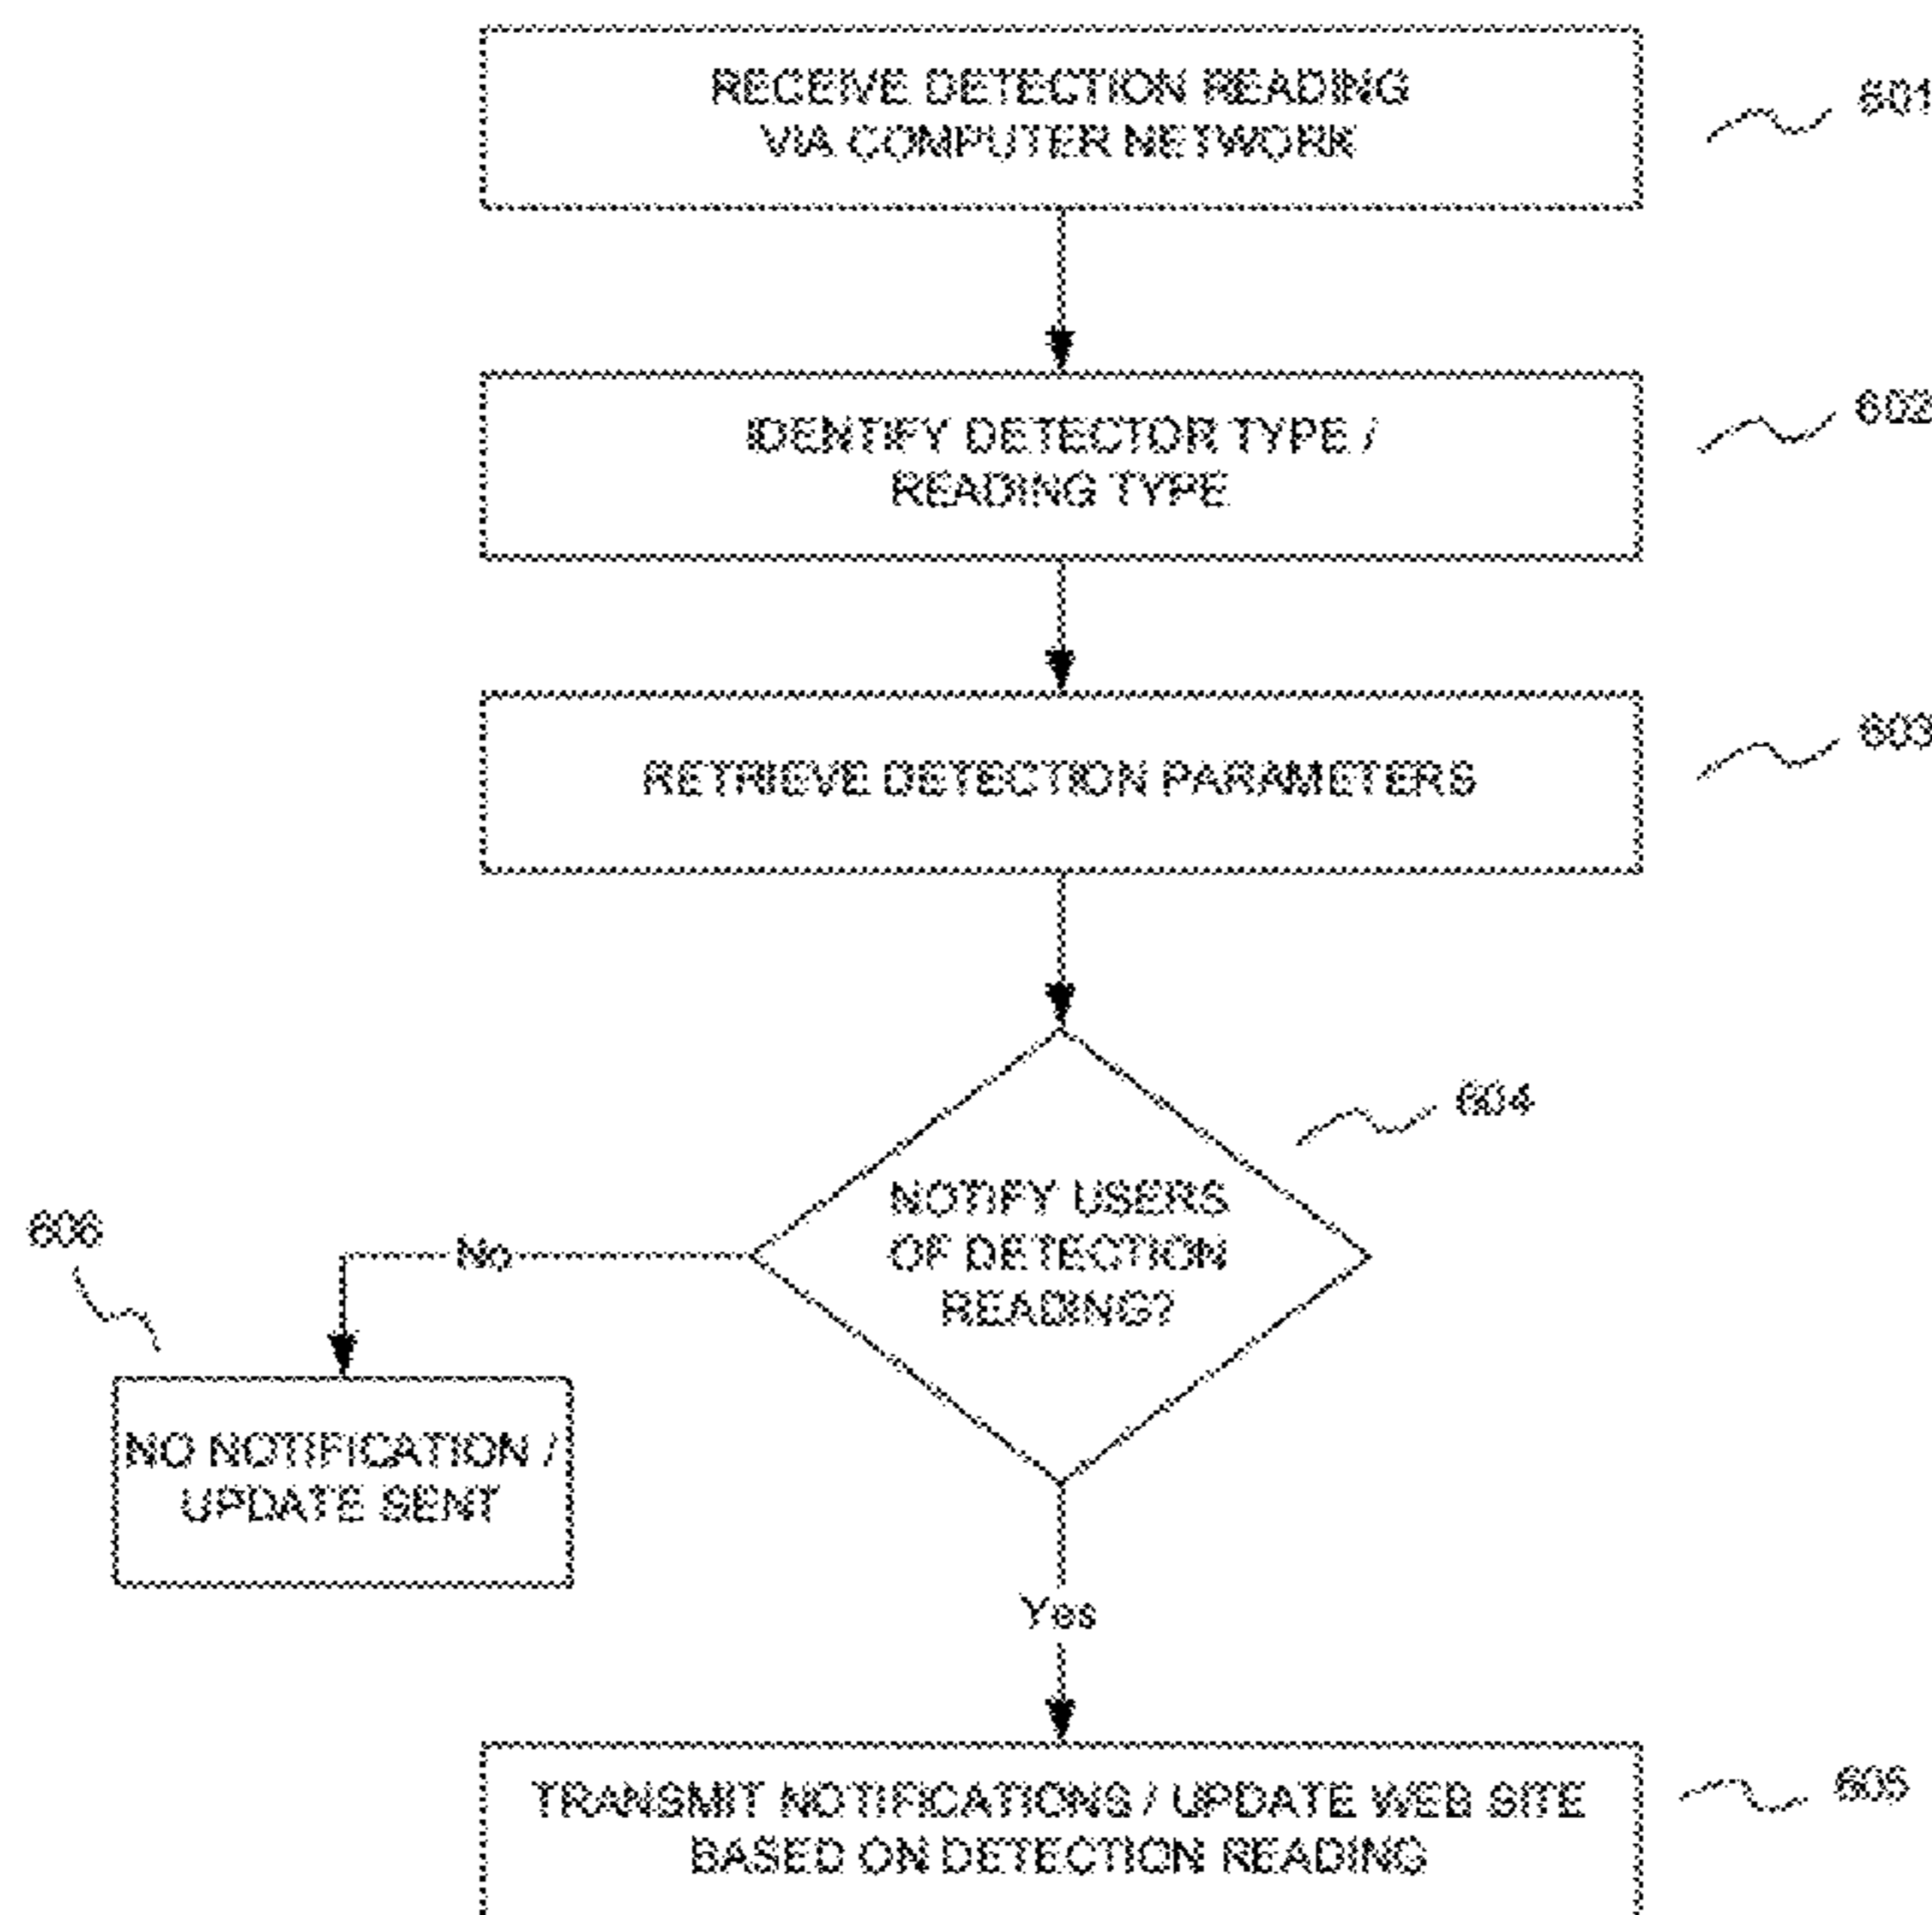 RECEIVE DETECTION READING
VIA COMPUTER NETWORK
601
IDENTIFY DETECTOR TYPE /
READING TYPE
602
RETRIEVE DETECTION PARAMETERS
603
604
NOTIFY USERS
OF DETECTION
READING?
606
No
NO NOTIFICATION /
UPDATE SENT
Yes
TRANSMIT NOTIFICATIONS / UPDATE WEB SITE
BASED ON DETECTION READING
605